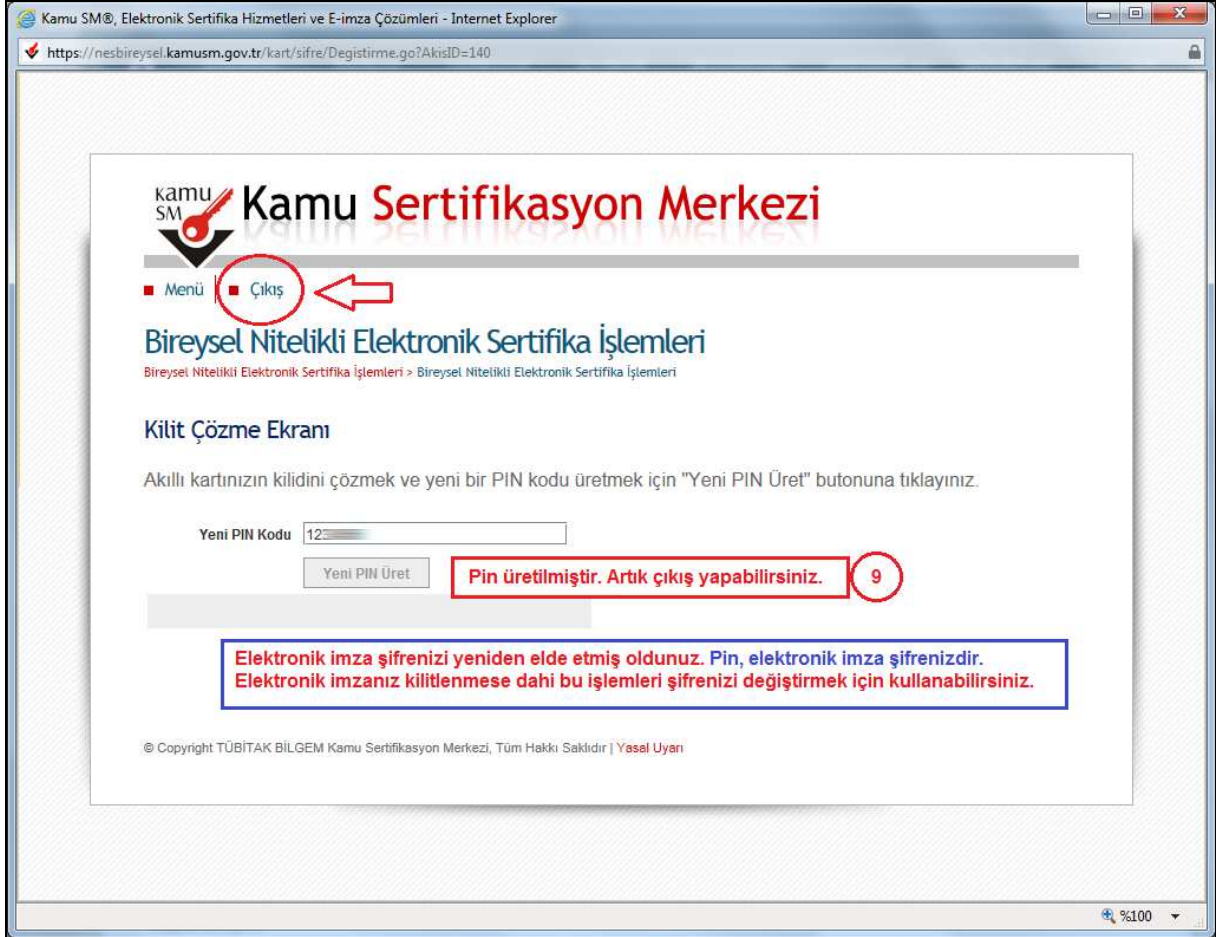 Kamu SM®, Elektronik Sertifika Hizmetleri ve E-imza Çözümleri - Internet Explorer
https://nesbireysel.kamusm.gov.tr/kart/sifre/Degistirme.go?AkisID=140
Kamu SM Kamu Sertifikasyon Merkezi
Menü Çıkış
Bireysel Nitelikli Elektronik Sertifika İşlemleri
Bireysel Nitelikli Elektronik Sertifika İşlemleri > Bireysel Nitelikli Elektronik Sertifika İşlemleri
Kilit Çözme Ekranı
Akıllı kartınızın kilidini çözmek ve yeni bir PIN kodu üretmek için "Yeni PIN Üret" butonuna tıklayınız.
Yeni PIN Kodu 12
Yeni PIN Üret Pin üretilmiştir. Artık çıkış yapabilirsiniz. 9
Elektronik imza şifrenizi yeniden elde etmiş oldunuz. Pin, elektronik imza şifrenizdir.
Elektronik imzanız kilitlenmese dahi bu işlemleri şifrenizi değiştirmek için kullanabilirsiniz.
© Copyright TÜBİTAK BİLGEM Kamu Sertifikasyon Merkezi, Tüm Hakkı Saklıdır | Yasal Uyarı
%100